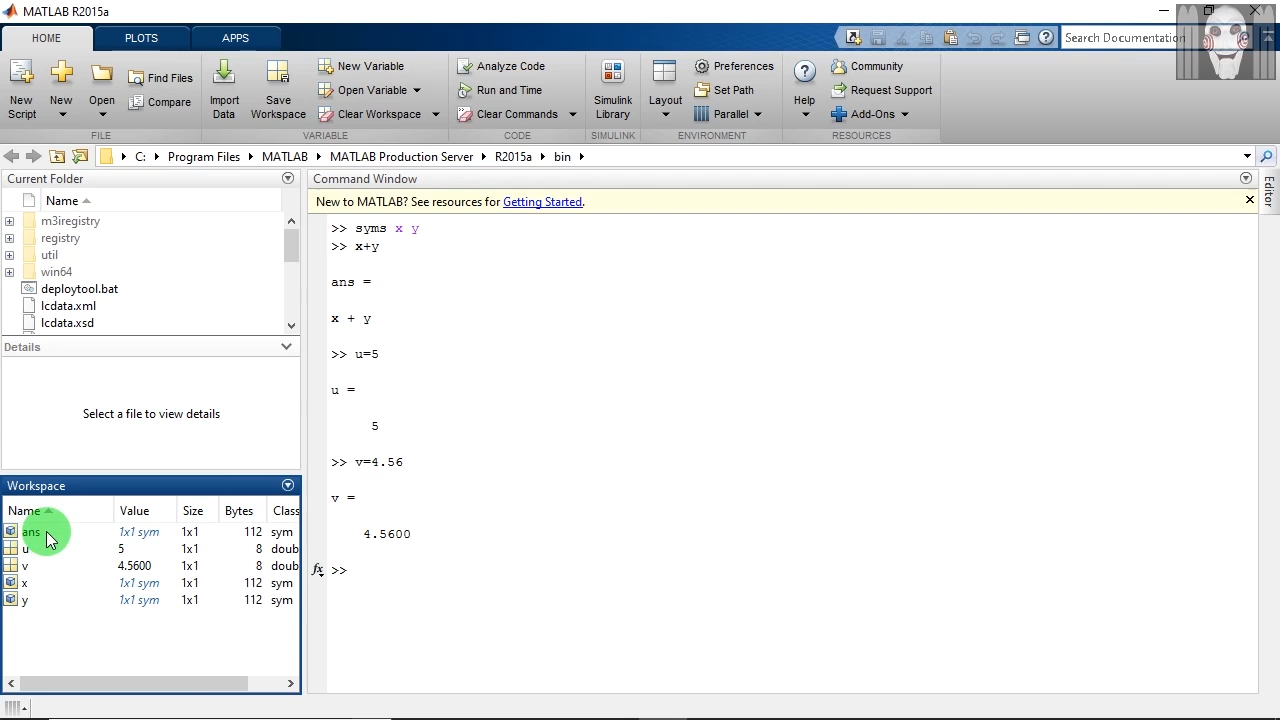 MATLAB R2015a
HOME
PLOTS
APPS
Search Documentation
New Script
New
Open
Find Files
Compare
FILE
Import Data
Save Workspace
New Variable
Open Variable
Clear Workspace
VARIABLE
Analyze Code
Run and Time
Clear Commands
CODE
Simulink Library
SIMULINK
Layout
Preferences
Set Path
Parallel
ENVIRONMENT
Help
Community
Request Support
Add-Ons
RESOURCES
C: Program Files MATLAB MATLAB Production Server R2015a bin
Current Folder
Name
m3iregistry
registry
util
win64
deploytool.bat
lcdata.xml
lcdata.xsd
Details
Select a file to view details
Workspace
Name Value Size Bytes Class
ans 1x1 sym 1x1 112 sym
u 5 1x1 8 doub
v 4.5600 1x1 8 doub
x 1x1 sym 1x1 112 sym
y 1x1 sym 1x1 112 sym
Command Window
New to MATLAB? See resources for Getting Started.
>> syms x y
>> x+y
ans =
x + y
>> u=5
u =
5
>> v=4.56
v =
4.5600
fx >>
Editor